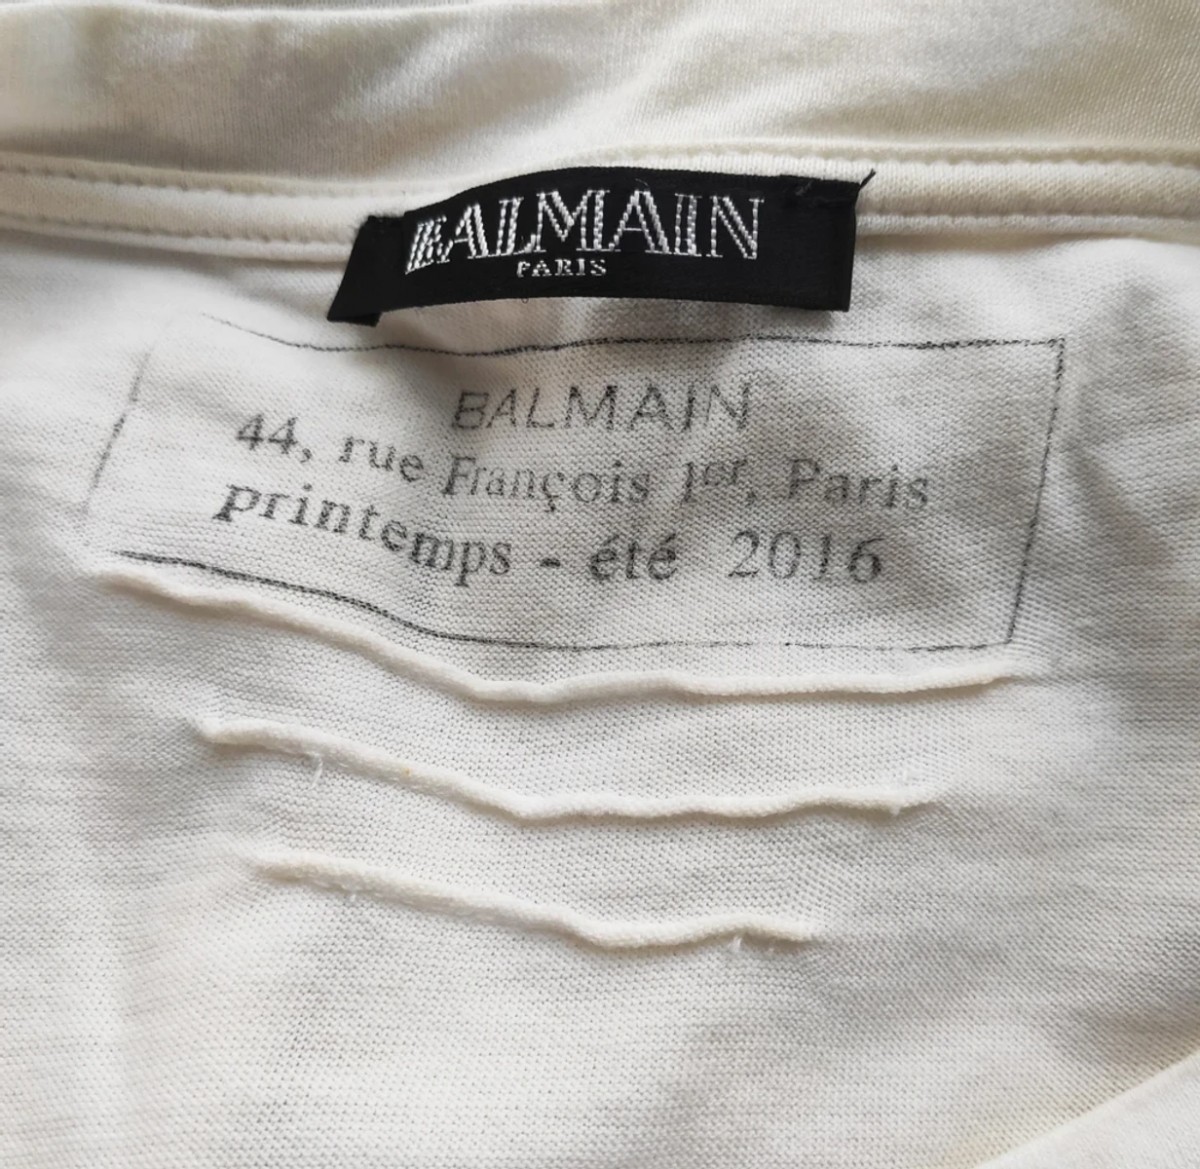 BALMAIN
PARIS
BALMAIN
44, rue François 1er, Paris
printemps - été 2016